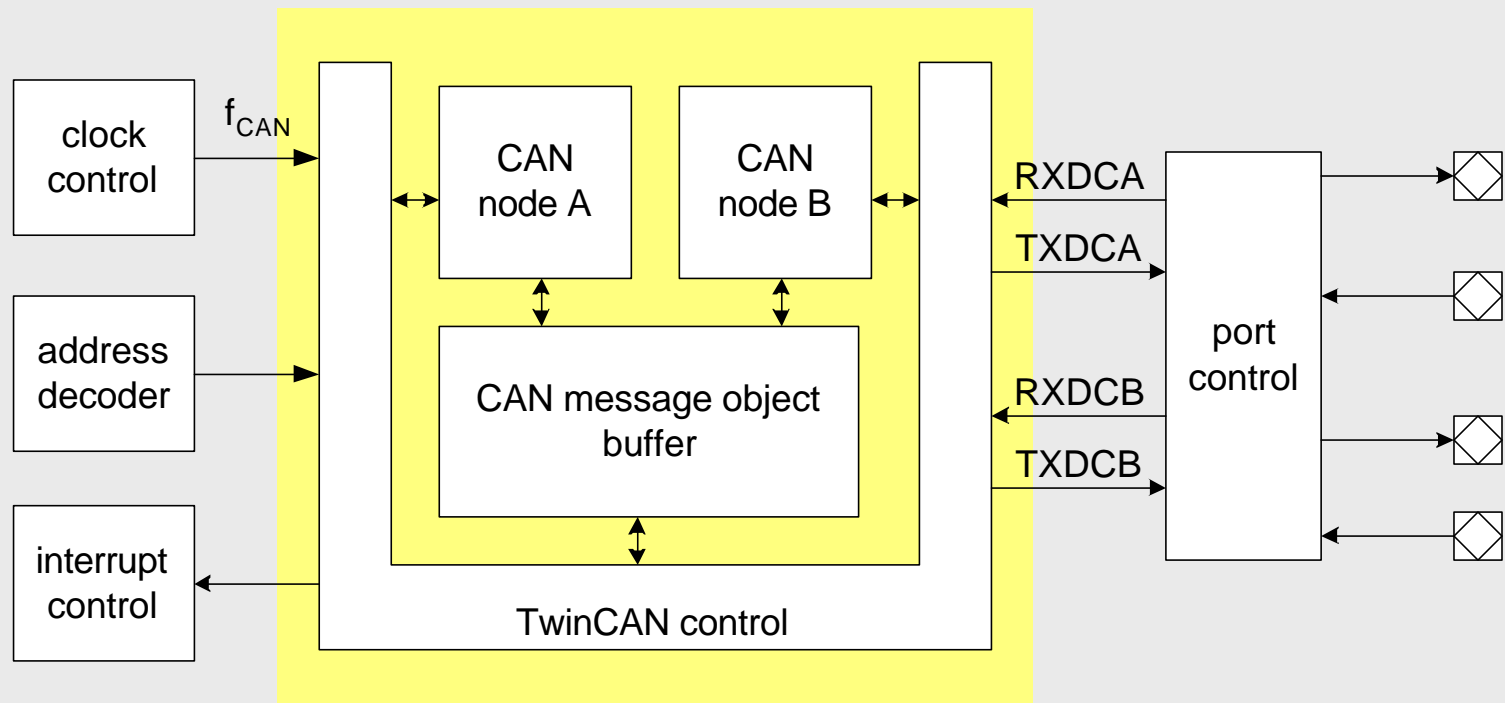 clock
control
f_CAN
address
decoder
interrupt
control
CAN
node A
CAN
node B
CAN message object
buffer
TwinCAN control
RXDCA
TXDCA
RXDCB
TXDCB
port
control